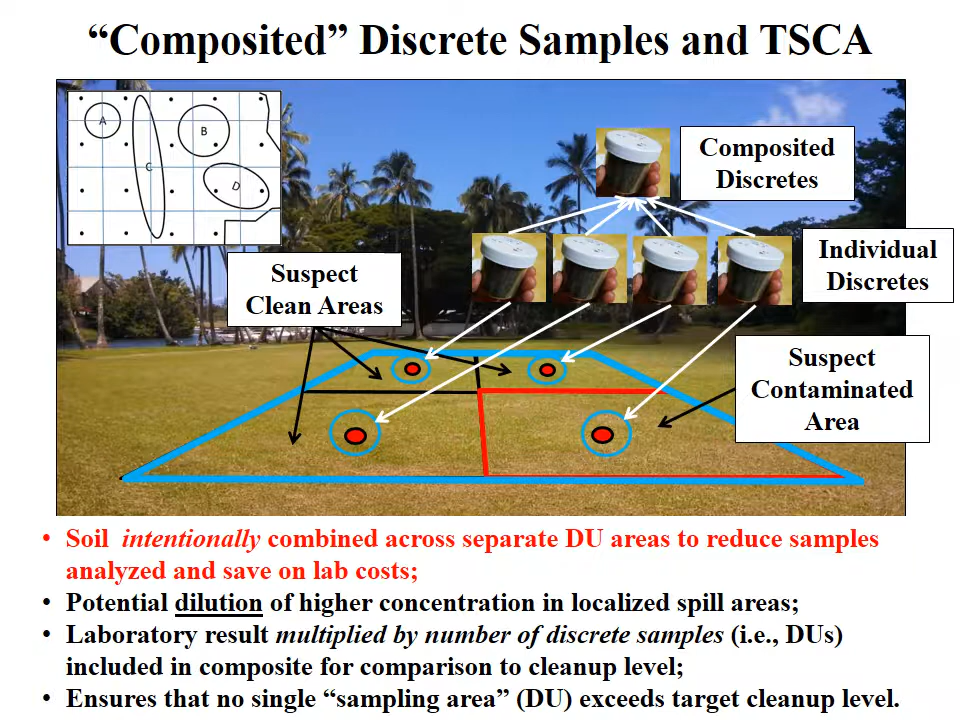 “Composited” Discrete Samples and TSCA
A
B
C
D
Composited
Discretes
Individual
Discretes
Suspect
Clean Areas
Suspect
Contaminated
Area
• Soil intentionally combined across separate DU areas to reduce samples
analyzed and save on lab costs;
• Potential dilution of higher concentration in localized spill areas;
• Laboratory result multiplied by number of discrete samples (i.e., DUs)
included in composite for comparison to cleanup level;
• Ensures that no single “sampling area” (DU) exceeds target cleanup level.